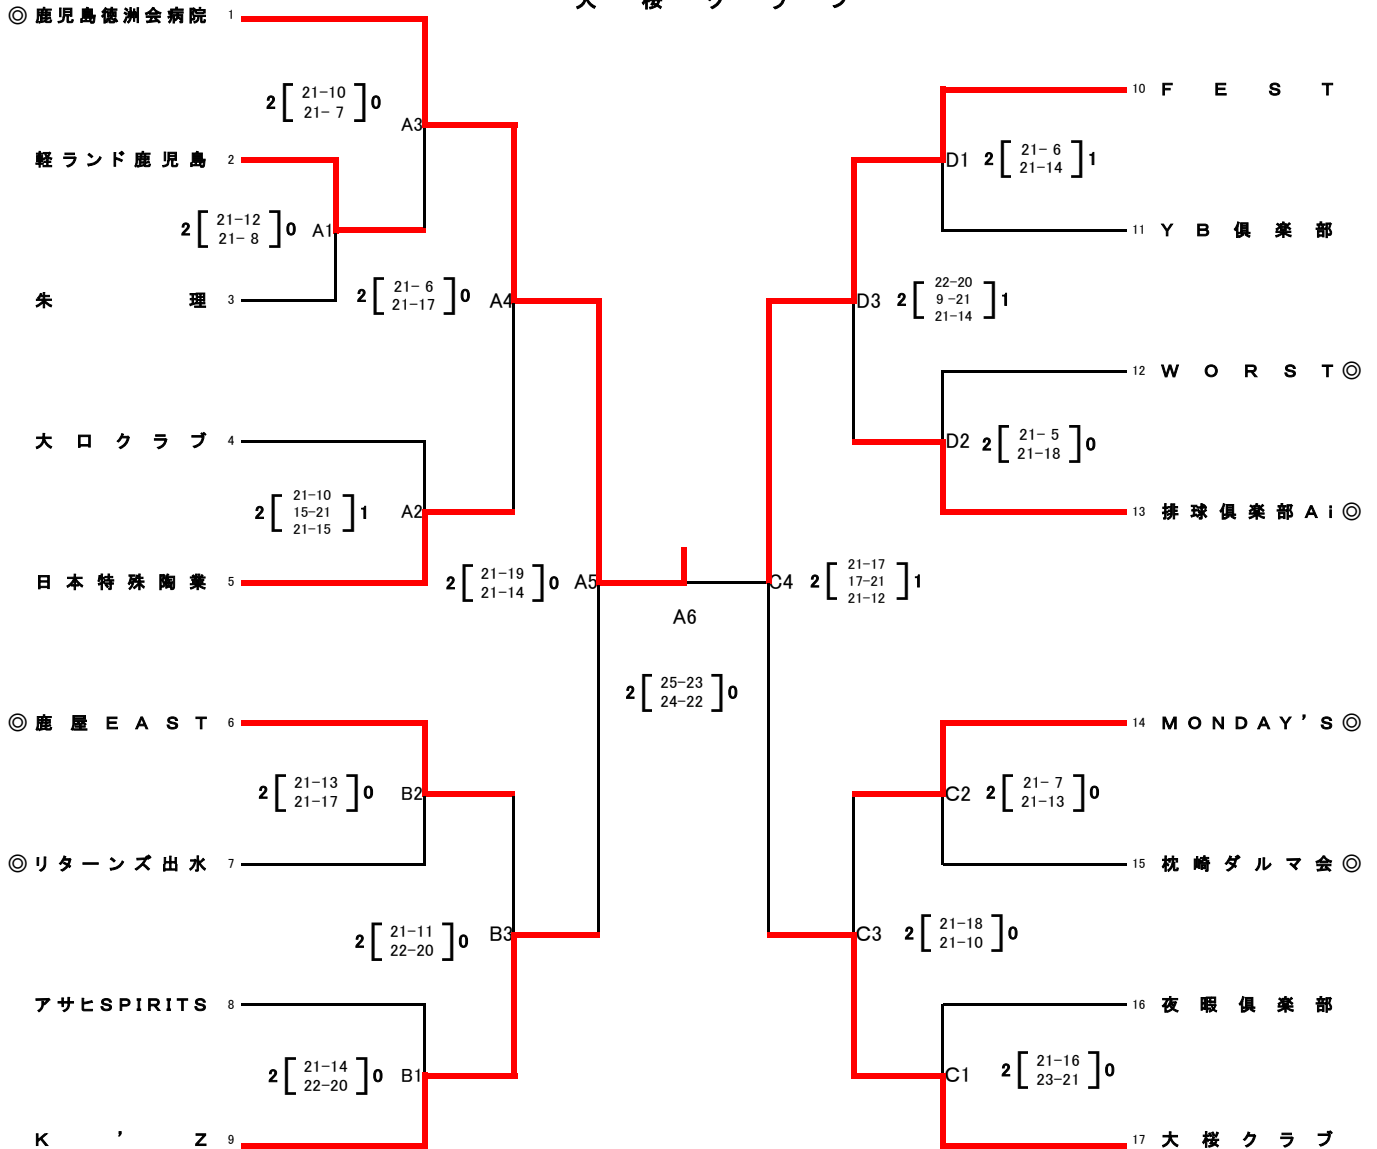 大桜クラブ
◎鹿児島徳洲会病院 1
2 [21-10 21- 7] 0
A3
10 FEST
軽ランド鹿児島 2
D1 2 [21- 6 21-14] 1
2 [21-12 21- 8] 0 A1
11 YB倶楽部
朱理 3
2 [21- 6 21-17] 0 A4
D3 2 [22-20 9 -21 21-14] 1
12 WORST◎
大口クラブ 4
D2 2 [21- 5 21-18] 0
2 [21-10 15-21 21-15] 1 A2
13 排球倶楽部Ai◎
日本特殊陶業 5
2 [21-19 21-14] 0 A5
C4 2 [21-17 17-21 21-12] 1
A6
2 [25-23 24-22] 0
◎鹿屋EAST 6
14 MONDAY'S◎
2 [21-13 21-17] 0 B2
C2 2 [21- 7 21-13] 0
◎リターンズ出水 7
15 枕崎ダルマ会◎
2 [21-11 22-20] 0 B3
C3 2 [21-18 21-10] 0
アサヒSPIRITS 8
16 夜暇倶楽部
2 [21-14 22-20] 0 B1
C1 2 [21-16 23-21] 0
K'Z 9
17 大桜クラブ